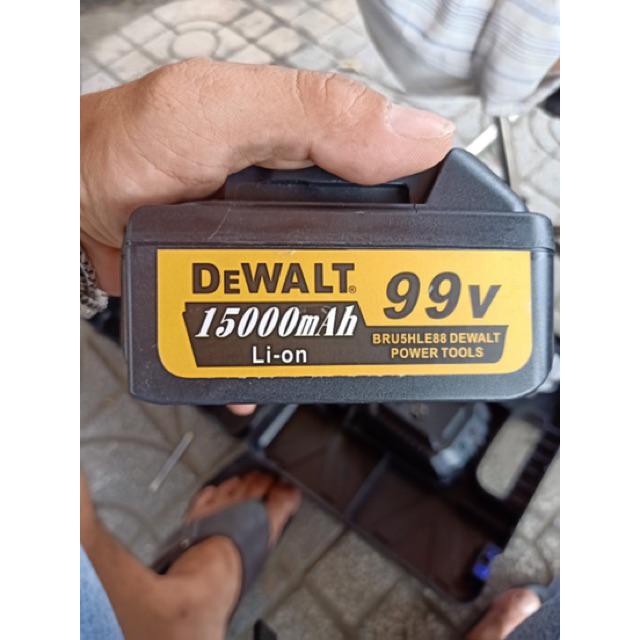 DEWALT®
99v
15000mAh
Li-on
BRU5HLE88 DEWALT
POWER TOOLS